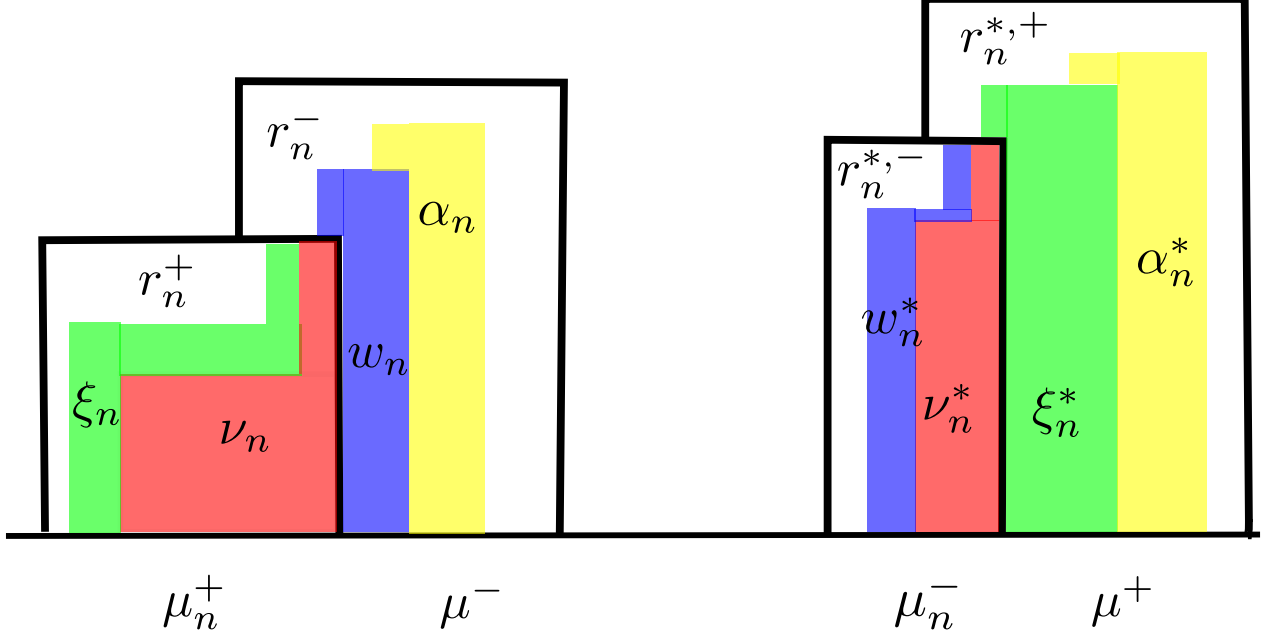 r_n^{*,+}
r_n^-
r_n^{*,-}
α_n
r_n^+
α_n^*
w_n^*
w_n
ξ_n
ν_n
ν_n^*
ξ_n^*
μ_n^+
μ^-
μ_n^-
μ^+